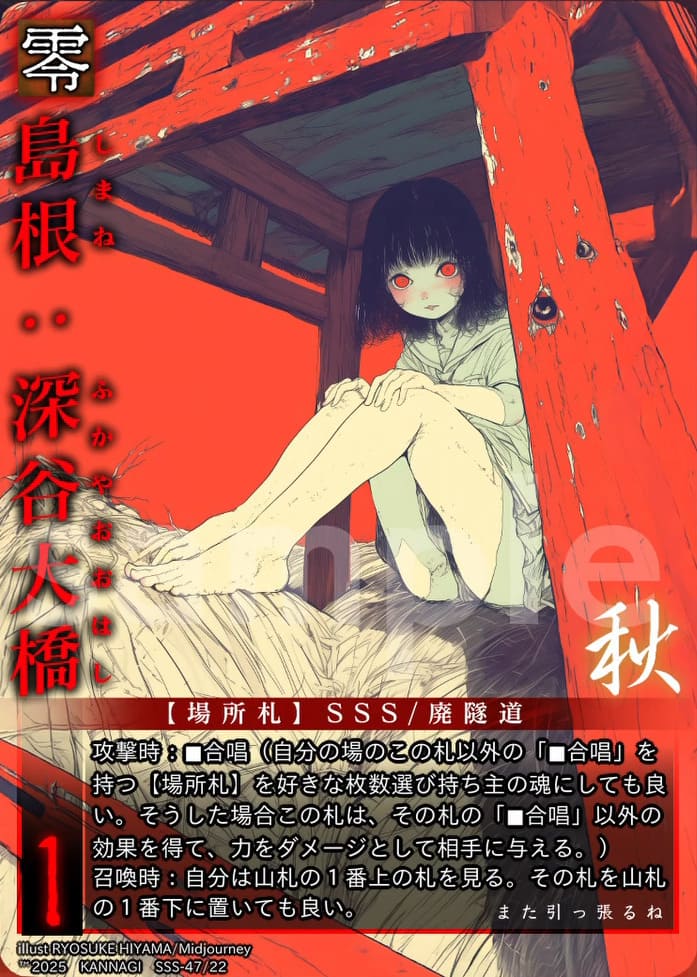 零
しまね
島根：深谷大橋
ふかやおおはし
秋
【場所札】SSS/廃隧道
攻撃時：■合唱（自分の場のこの札以外の「■合唱」を
持つ【場所札】を好きな枚数選び持ち主の魂にしても良
い。そうした場合この札は、その札の「■合唱」以外の
効果を得て、力をダメージとして相手に与える。）
召喚時：自分は山札の１番上の札を見る。その札を山札
の１番下に置いても良い。
また引っ張るね
1
illust RYOSUKE HIYAMA/Midjourney
™2025 KANNAGI SSS-47/22